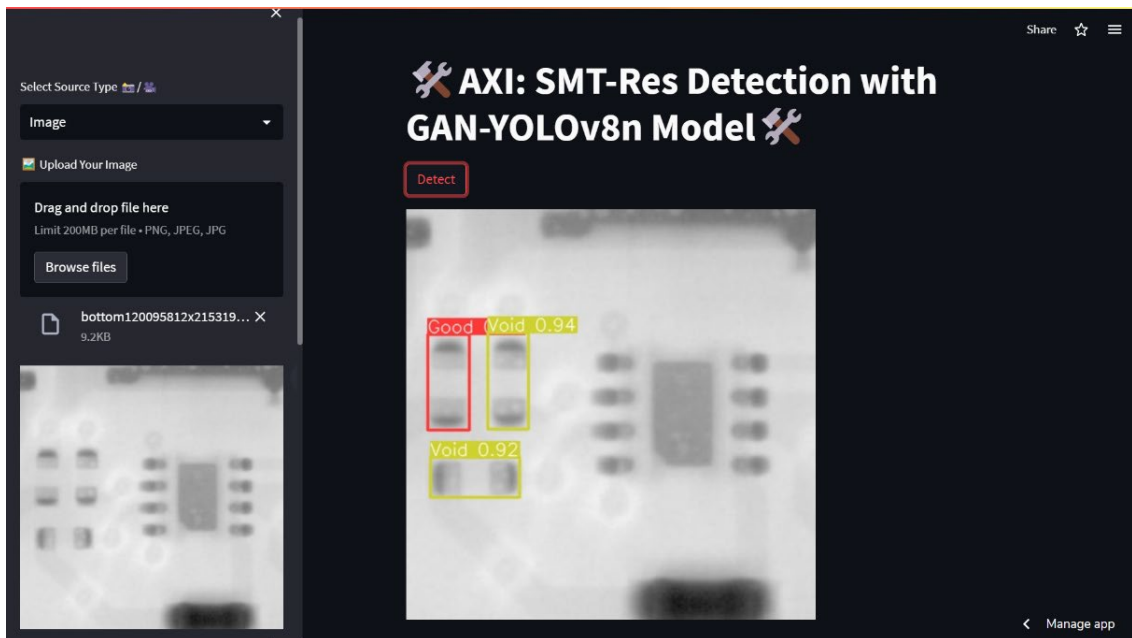 Share
Select Source Type 📸/📽
Image
🖼 Upload Your Image
Drag and drop file here
Limit 200MB per file • PNG, JPEG, JPG
Browse files
bottom120095812x215319...
9.2KB
🛠 AXI: SMT-Res Detection with
GAN-YOLOv8n Model🛠
Detect
Good
Void 0.94
Void 0.92
Manage app